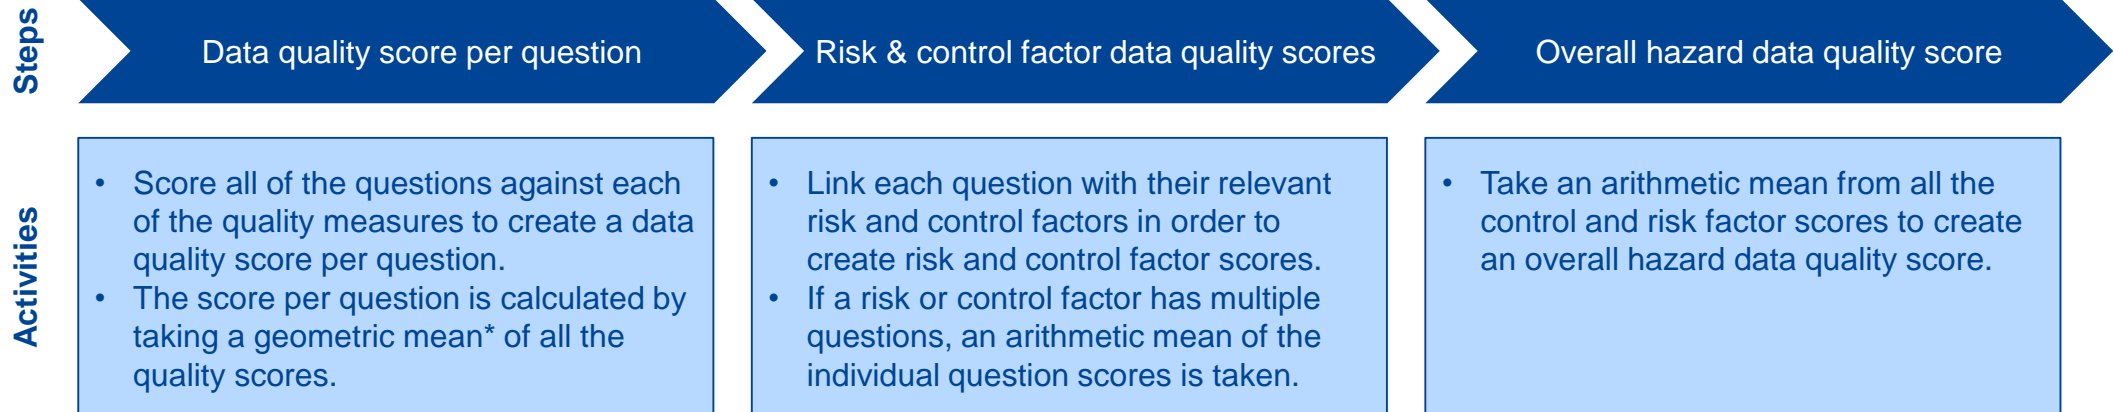 Steps
Data quality score per question
Risk & control factor data quality scores
Overall hazard data quality score
Activities
• Score all of the questions against each
of the quality measures to create a data
quality score per question.
• The score per question is calculated by
taking a geometric mean* of all the
quality scores.
• Link each question with their relevant
risk and control factors in order to
create risk and control factor scores.
• If a risk or control factor has multiple
questions, an arithmetic mean of the
individual question scores is taken.
• Take an arithmetic mean from all the
control and risk factor scores to create
an overall hazard data quality score.